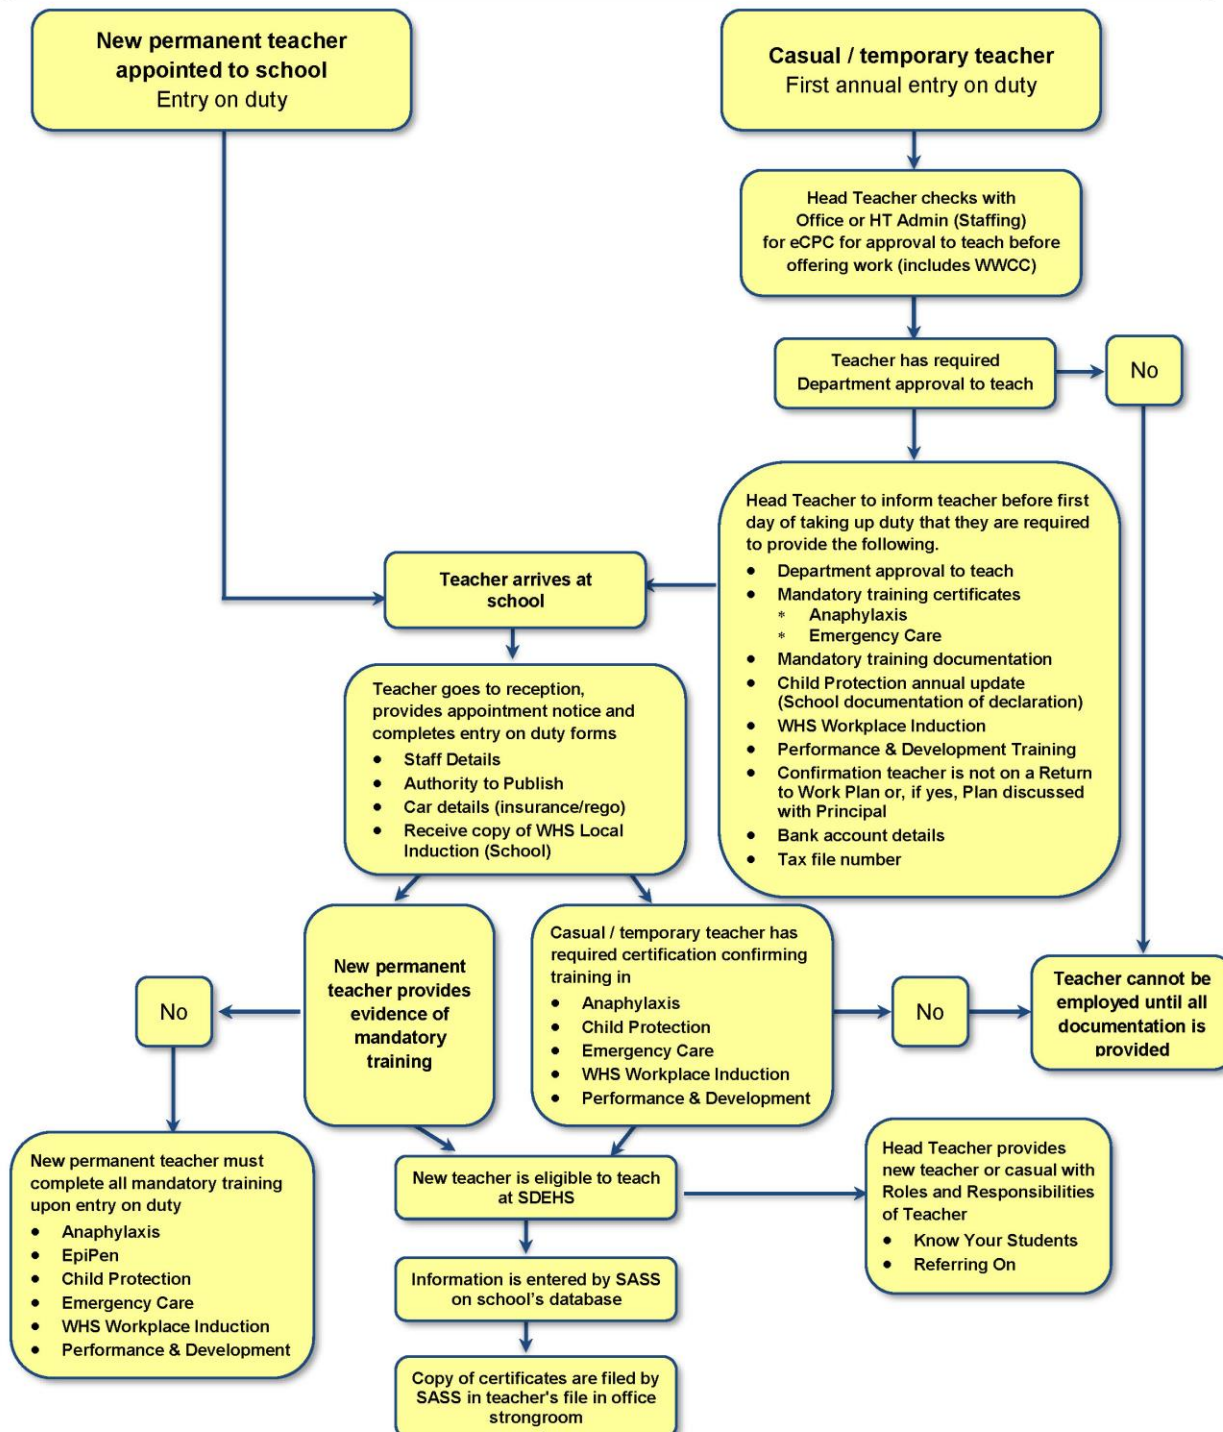 New permanent teacher
appointed to school
Entry on duty
Casual / temporary teacher
First annual entry on duty
Head Teacher checks with
Office or HT Admin (Staffing)
for eCPC for approval to teach before
offering work (includes WWCC)
Teacher has required
Department approval to teach
No
Head Teacher to inform teacher before first
day of taking up duty that they are required
to provide the following.
• Department approval to teach
• Mandatory training certificates
* Anaphylaxis
* Emergency Care
• Mandatory training documentation
• Child Protection annual update
(School documentation of declaration)
• WHS Workplace Induction
• Performance & Development Training
• Confirmation teacher is not on a Return
to Work Plan or, if yes, Plan discussed
with Principal
• Bank account details
• Tax file number
Teacher arrives at
school
Teacher goes to reception,
provides appointment notice and
completes entry on duty forms
• Staff Details
• Authority to Publish
• Car details (insurance/rego)
• Receive copy of WHS Local
Induction (School)
New permanent
teacher provides
evidence of
mandatory
training
Casual / temporary teacher has
required certification confirming
training in
• Anaphylaxis
• Child Protection
• Emergency Care
• WHS Workplace Induction
• Performance & Development
No
No
Teacher cannot be
employed until all
documentation is
provided
New permanent teacher must
complete all mandatory training
upon entry on duty
• Anaphylaxis
• EpiPen
• Child Protection
• Emergency Care
• WHS Workplace Induction
• Performance & Development
New teacher is eligible to teach
at SDEHS
Head Teacher provides
new teacher or casual with
Roles and Responsibilities
of Teacher
• Know Your Students
• Referring On
Information is entered by SASS
on school's database
Copy of certificates are filed by
SASS in teacher's file in office
strongroom